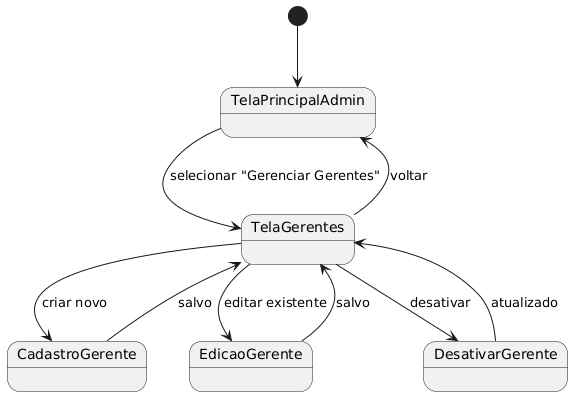 TelaPrincipalAdmin
selecionar "Gerenciar Gerentes"
voltar
TelaGerentes
criar novo
salvo
editar existente
salvo
desativar
atualizado
CadastroGerente
EdicaoGerente
DesativarGerente